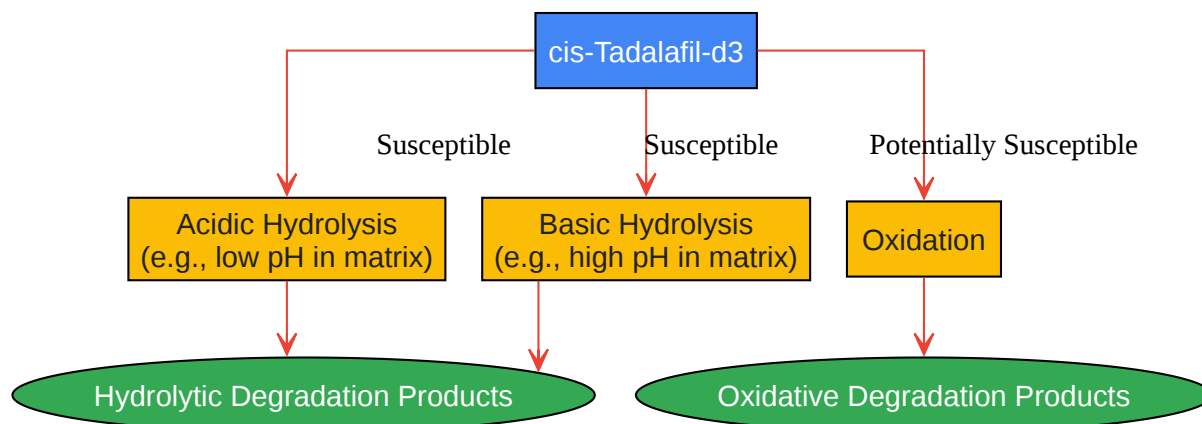 cis-Tadalafil-d3
Susceptible
Susceptible
Potentially Susceptible
Acidic Hydrolysis
(e.g., low pH in matrix)
Basic Hydrolysis
(e.g., high pH in matrix)
Oxidation
Hydrolytic Degradation Products
Oxidative Degradation Products